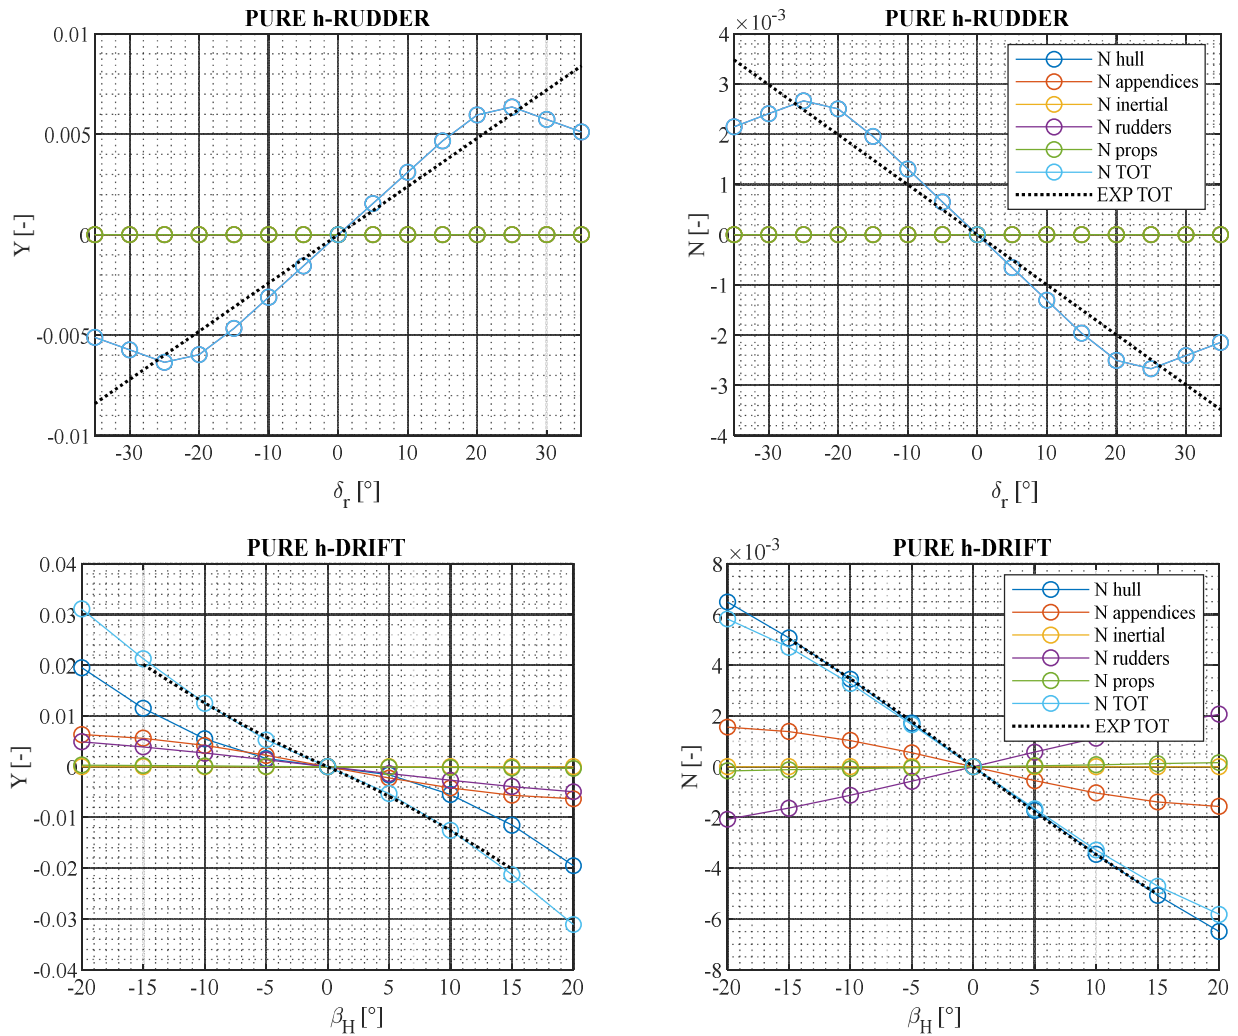 PURE h-RUDDER
0.01
0.005
0
-0.005
-0.01
Y [-]
-30 -20 -10 0 10 20 30
δr [°]
PURE h-RUDDER
×10-3
4
3
2
1
0
-1
-2
-3
-4
N [-]
N hull
N appendices
N inertial
N rudders
N props
N TOT
EXP TOT
-30 -20 -10 0 10 20 30
δr [°]
PURE h-DRIFT
0.04
0.03
0.02
0.01
0
-0.01
-0.02
-0.03
-0.04
Y [-]
-20 -15 -10 -5 0 5 10 15 20
βH [°]
PURE h-DRIFT
×10-3
8
6
4
2
0
-2
-4
-6
-8
N [-]
N hull
N appendices
N inertial
N rudders
N props
N TOT
EXP TOT
-20 -15 -10 -5 0 5 10 15 20
βH [°]